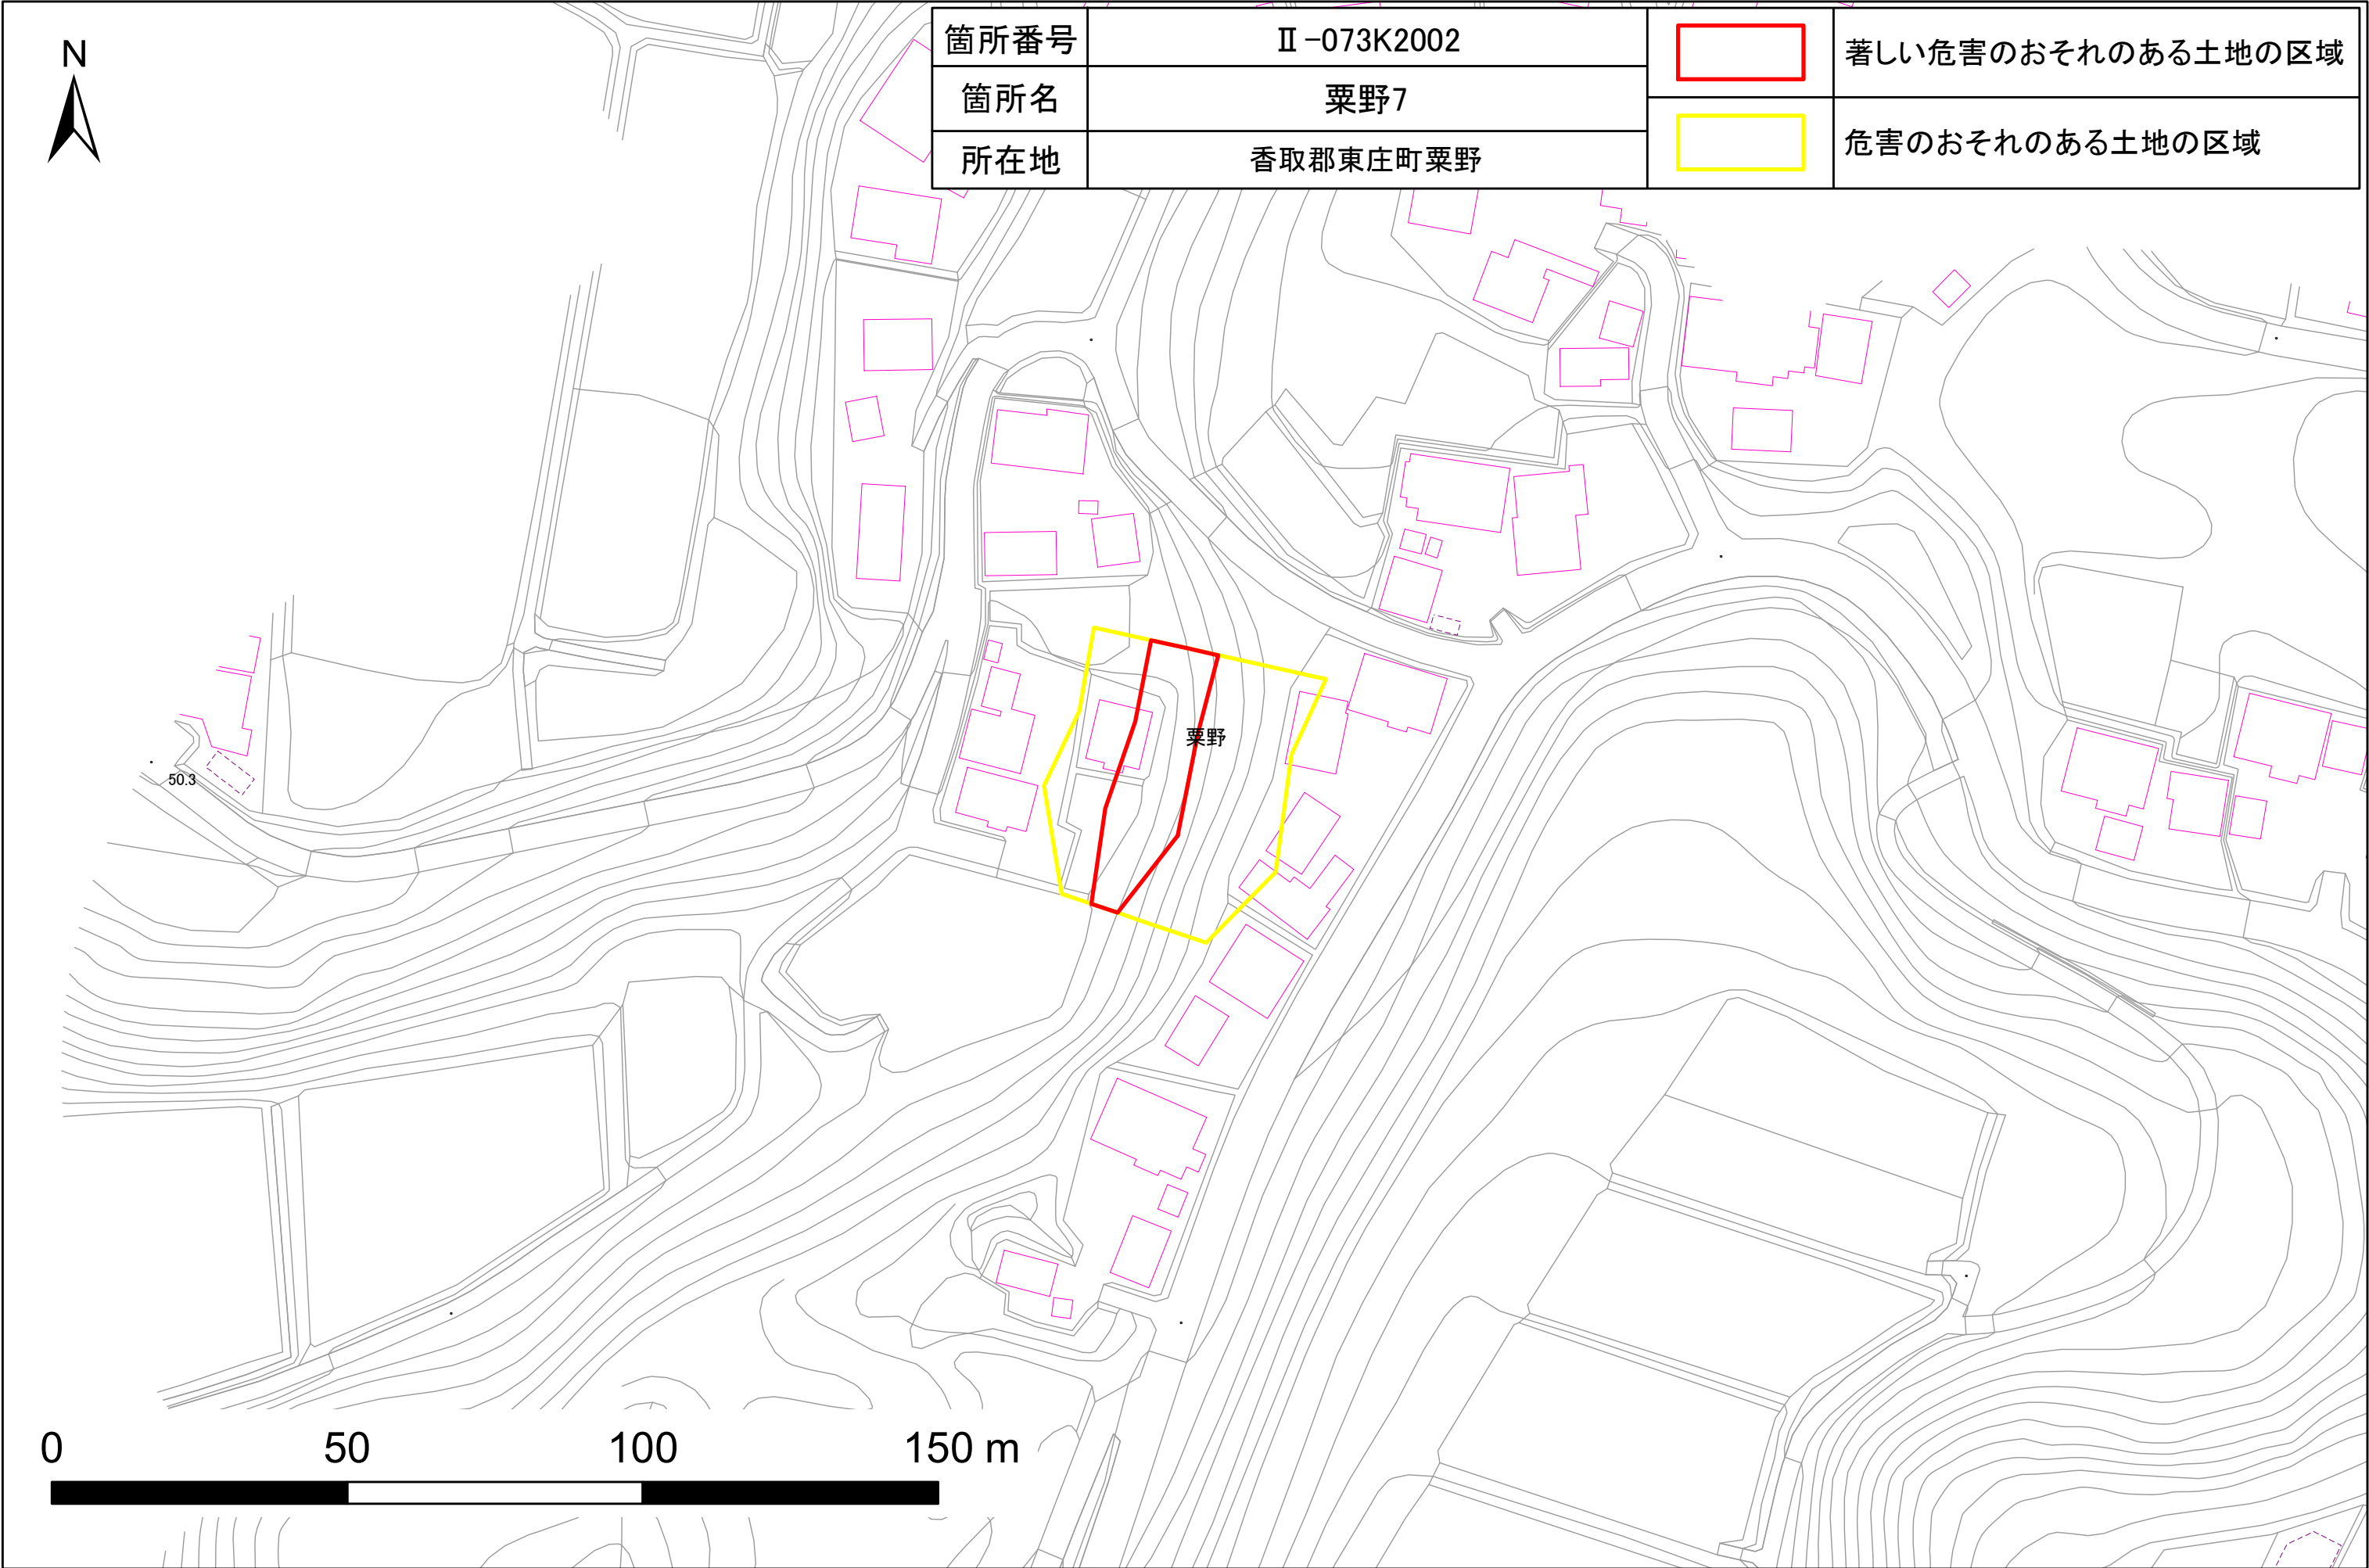 N
箇所番号 Ⅱ-073K2002
箇所名 粟野7
所在地 香取郡東庄町粟野
著しい危害のおそれのある土地の区域
危害のおそれのある土地の区域
粟野
50.3
0 50 100 150 m